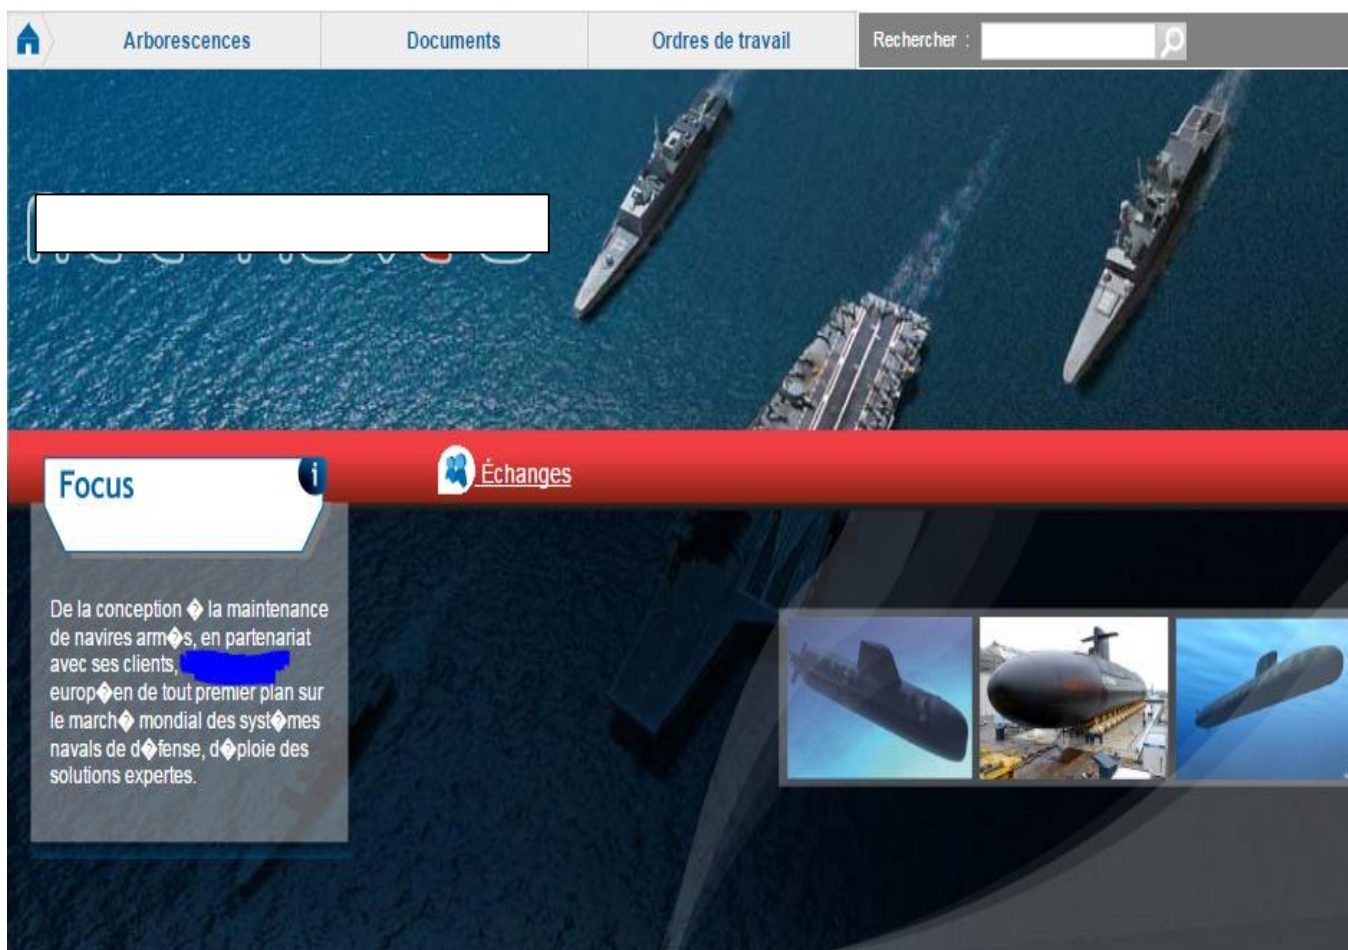 Arborescences
Documents
Ordres de travail
Rechercher :
Échanges
Focus
De la conception � la maintenance
de navires arm�s, en partenariat
avec ses clients,
europ�en de tout premier plan sur
le march� mondial des syst�mes
navals de d�fense, d�ploie des
solutions expertes.